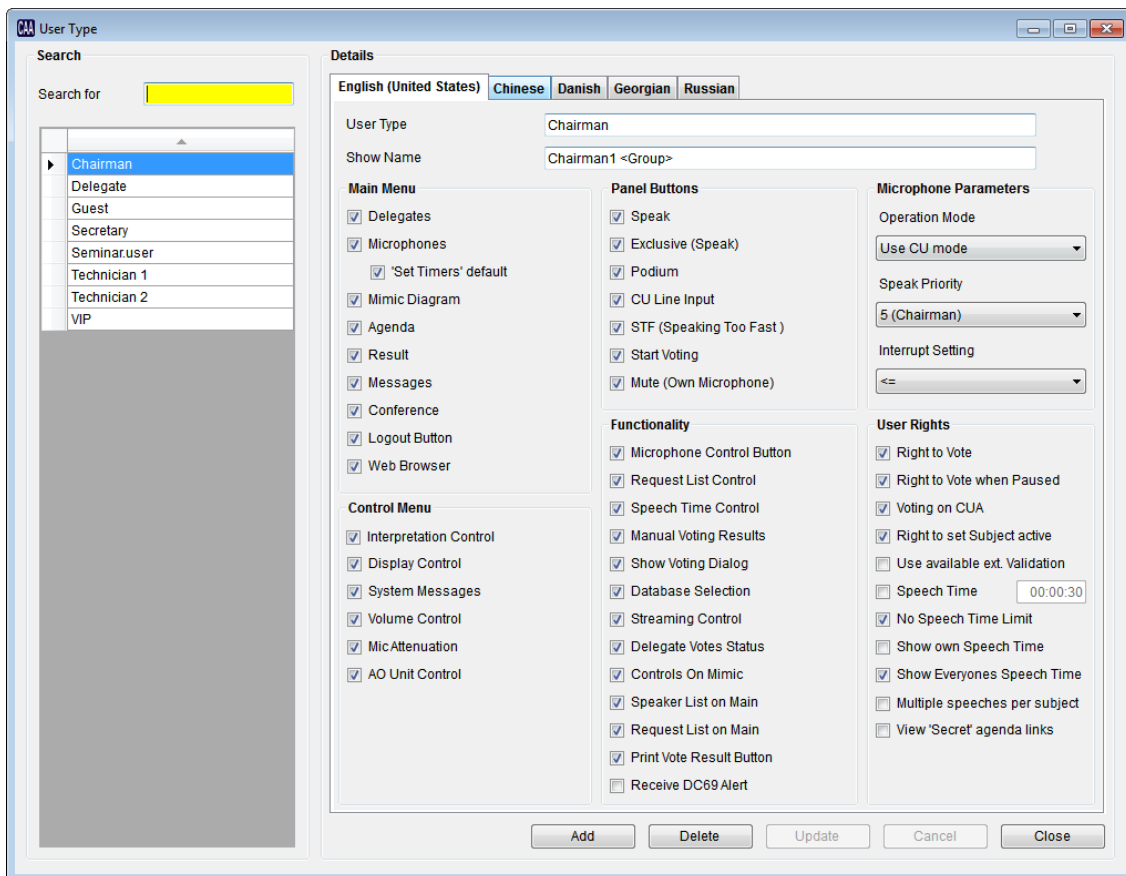 CAA User Type
Search
Search for
Chairman
Delegate
Guest
Secretary
Seminar.user
Technician 1
Technician 2
VIP
Details
English (United States) Chinese Danish Georgian Russian
User Type Chairman
Show Name Chairman1 <Group>
Main Menu
Delegates
Microphones
'Set Timers' default
Mimic Diagram
Agenda
Result
Messages
Conference
Logout Button
Web Browser
Control Menu
Interpretation Control
Display Control
System Messages
Volume Control
Mic Attenuation
AO Unit Control
Panel Buttons
Speak
Exclusive (Speak)
Podium
CU Line Input
STF (Speaking Too Fast )
Start Voting
Mute (Own Microphone)
Functionality
Microphone Control Button
Request List Control
Speech Time Control
Manual Voting Results
Show Voting Dialog
Database Selection
Streaming Control
Delegate Votes Status
Controls On Mimic
Speaker List on Main
Request List on Main
Print Vote Result Button
Receive DC69 Alert
Microphone Parameters
Operation Mode
Use CU mode
Speak Priority
5 (Chairman)
Interrupt Setting
<=
User Rights
Right to Vote
Right to Vote when Paused
Voting on CUA
Right to set Subject active
Use available ext. Validation
Speech Time 00:00:30
No Speech Time Limit
Show own Speech Time
Show Everyones Speech Time
Multiple speeches per subject
View 'Secret' agenda links
Add Delete Update Cancel Close